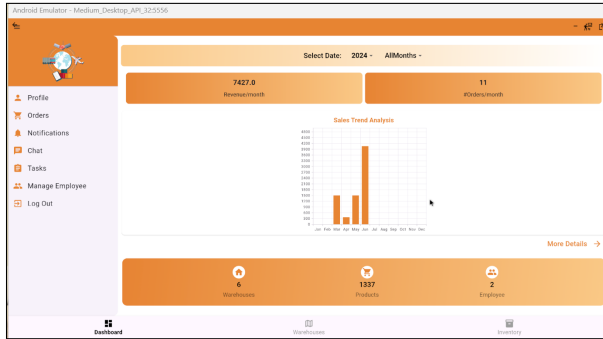 Android Emulator - Medium_Desktop_API_32:5556
Select Date: 2024 - AllMonths -
7427.0
Revenue/month
11
#Orders/month
Profile
Orders
Notifications
Chat
Tasks
Manage Employee
Log Out
Sales Trend Analysis
Jan Feb Mar Apr May Jun Jul Aug Sep Oct Nov Dec
More Details
6
Warehouses
1337
Products
2
Employee
Dashboard
Warehouses
Inventory